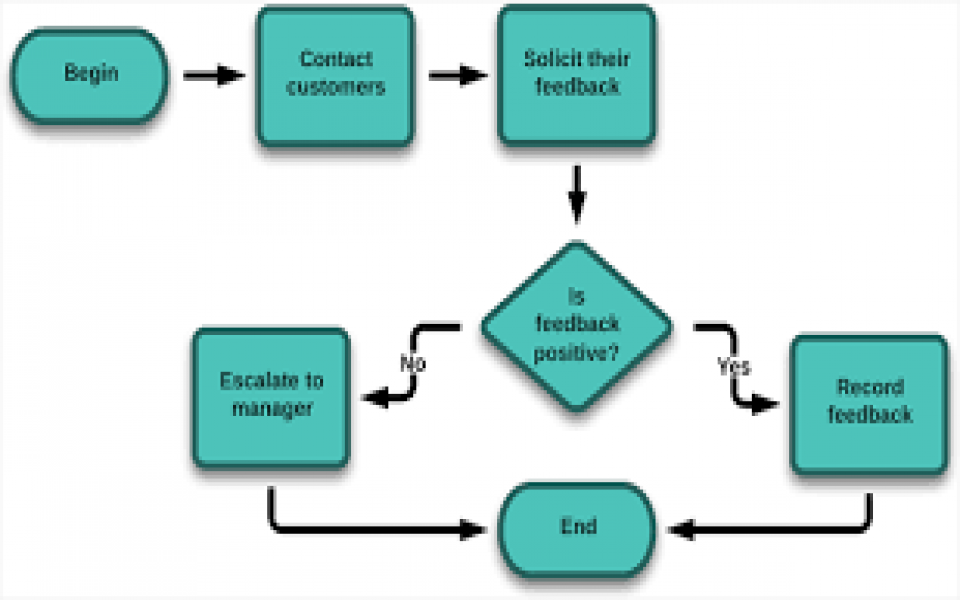 Begin
Contact
customers
Solicit their
feedback
Is
feedback
positive?
No
Yes
Escalate to
manager
Record
feedback
End